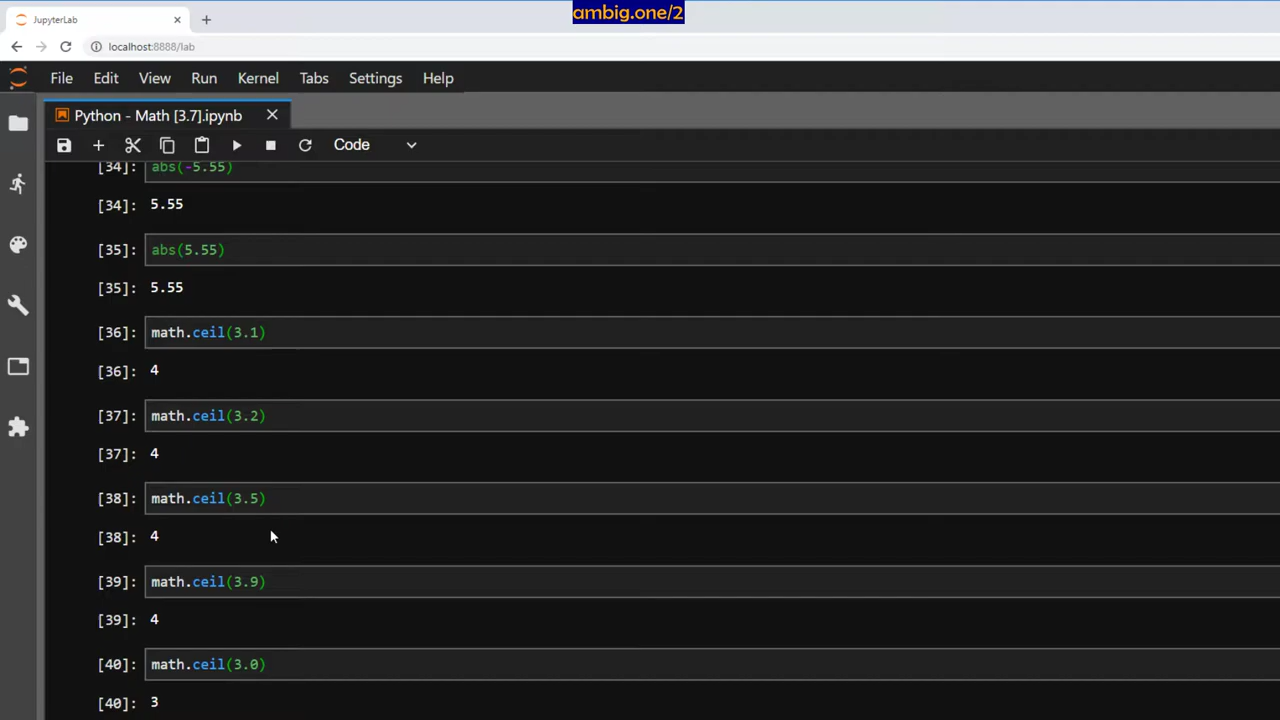 ambig.one/2
JupyterLab
localhost:8888/lab
File Edit View Run Kernel Tabs Settings Help
Python - Math [3.7].ipynb
Code
[34]: abs(-5.55)
[34]: 5.55
[35]: abs(5.55)
[35]: 5.55
[36]: math.ceil(3.1)
[36]: 4
[37]: math.ceil(3.2)
[37]: 4
[38]: math.ceil(3.5)
[38]: 4
[39]: math.ceil(3.9)
[39]: 4
[40]: math.ceil(3.0)
[40]: 3